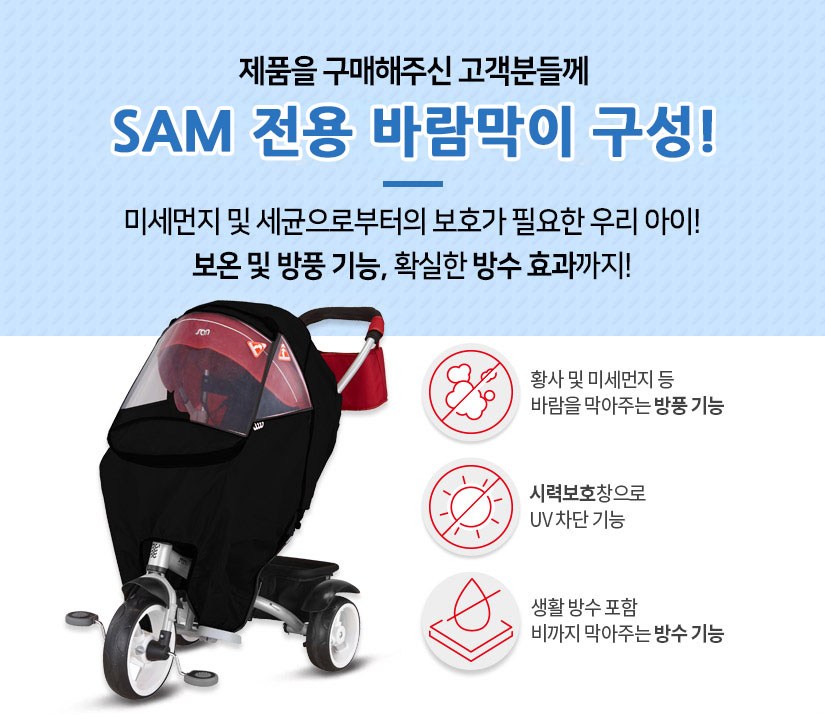 제품을 구매해주신 고객분들께
SAM 전용 바람막이 구성!
미세먼지 및 세균으로부터의 보호가 필요한 우리 아이!
보온 및 방풍 기능, 확실한 방수 효과까지!
황사 및 미세먼지 등
바람을 막아주는 방풍 기능
시력보호창으로
UV 차단 기능
생활 방수 포함
비까지 막아주는 방수 기능